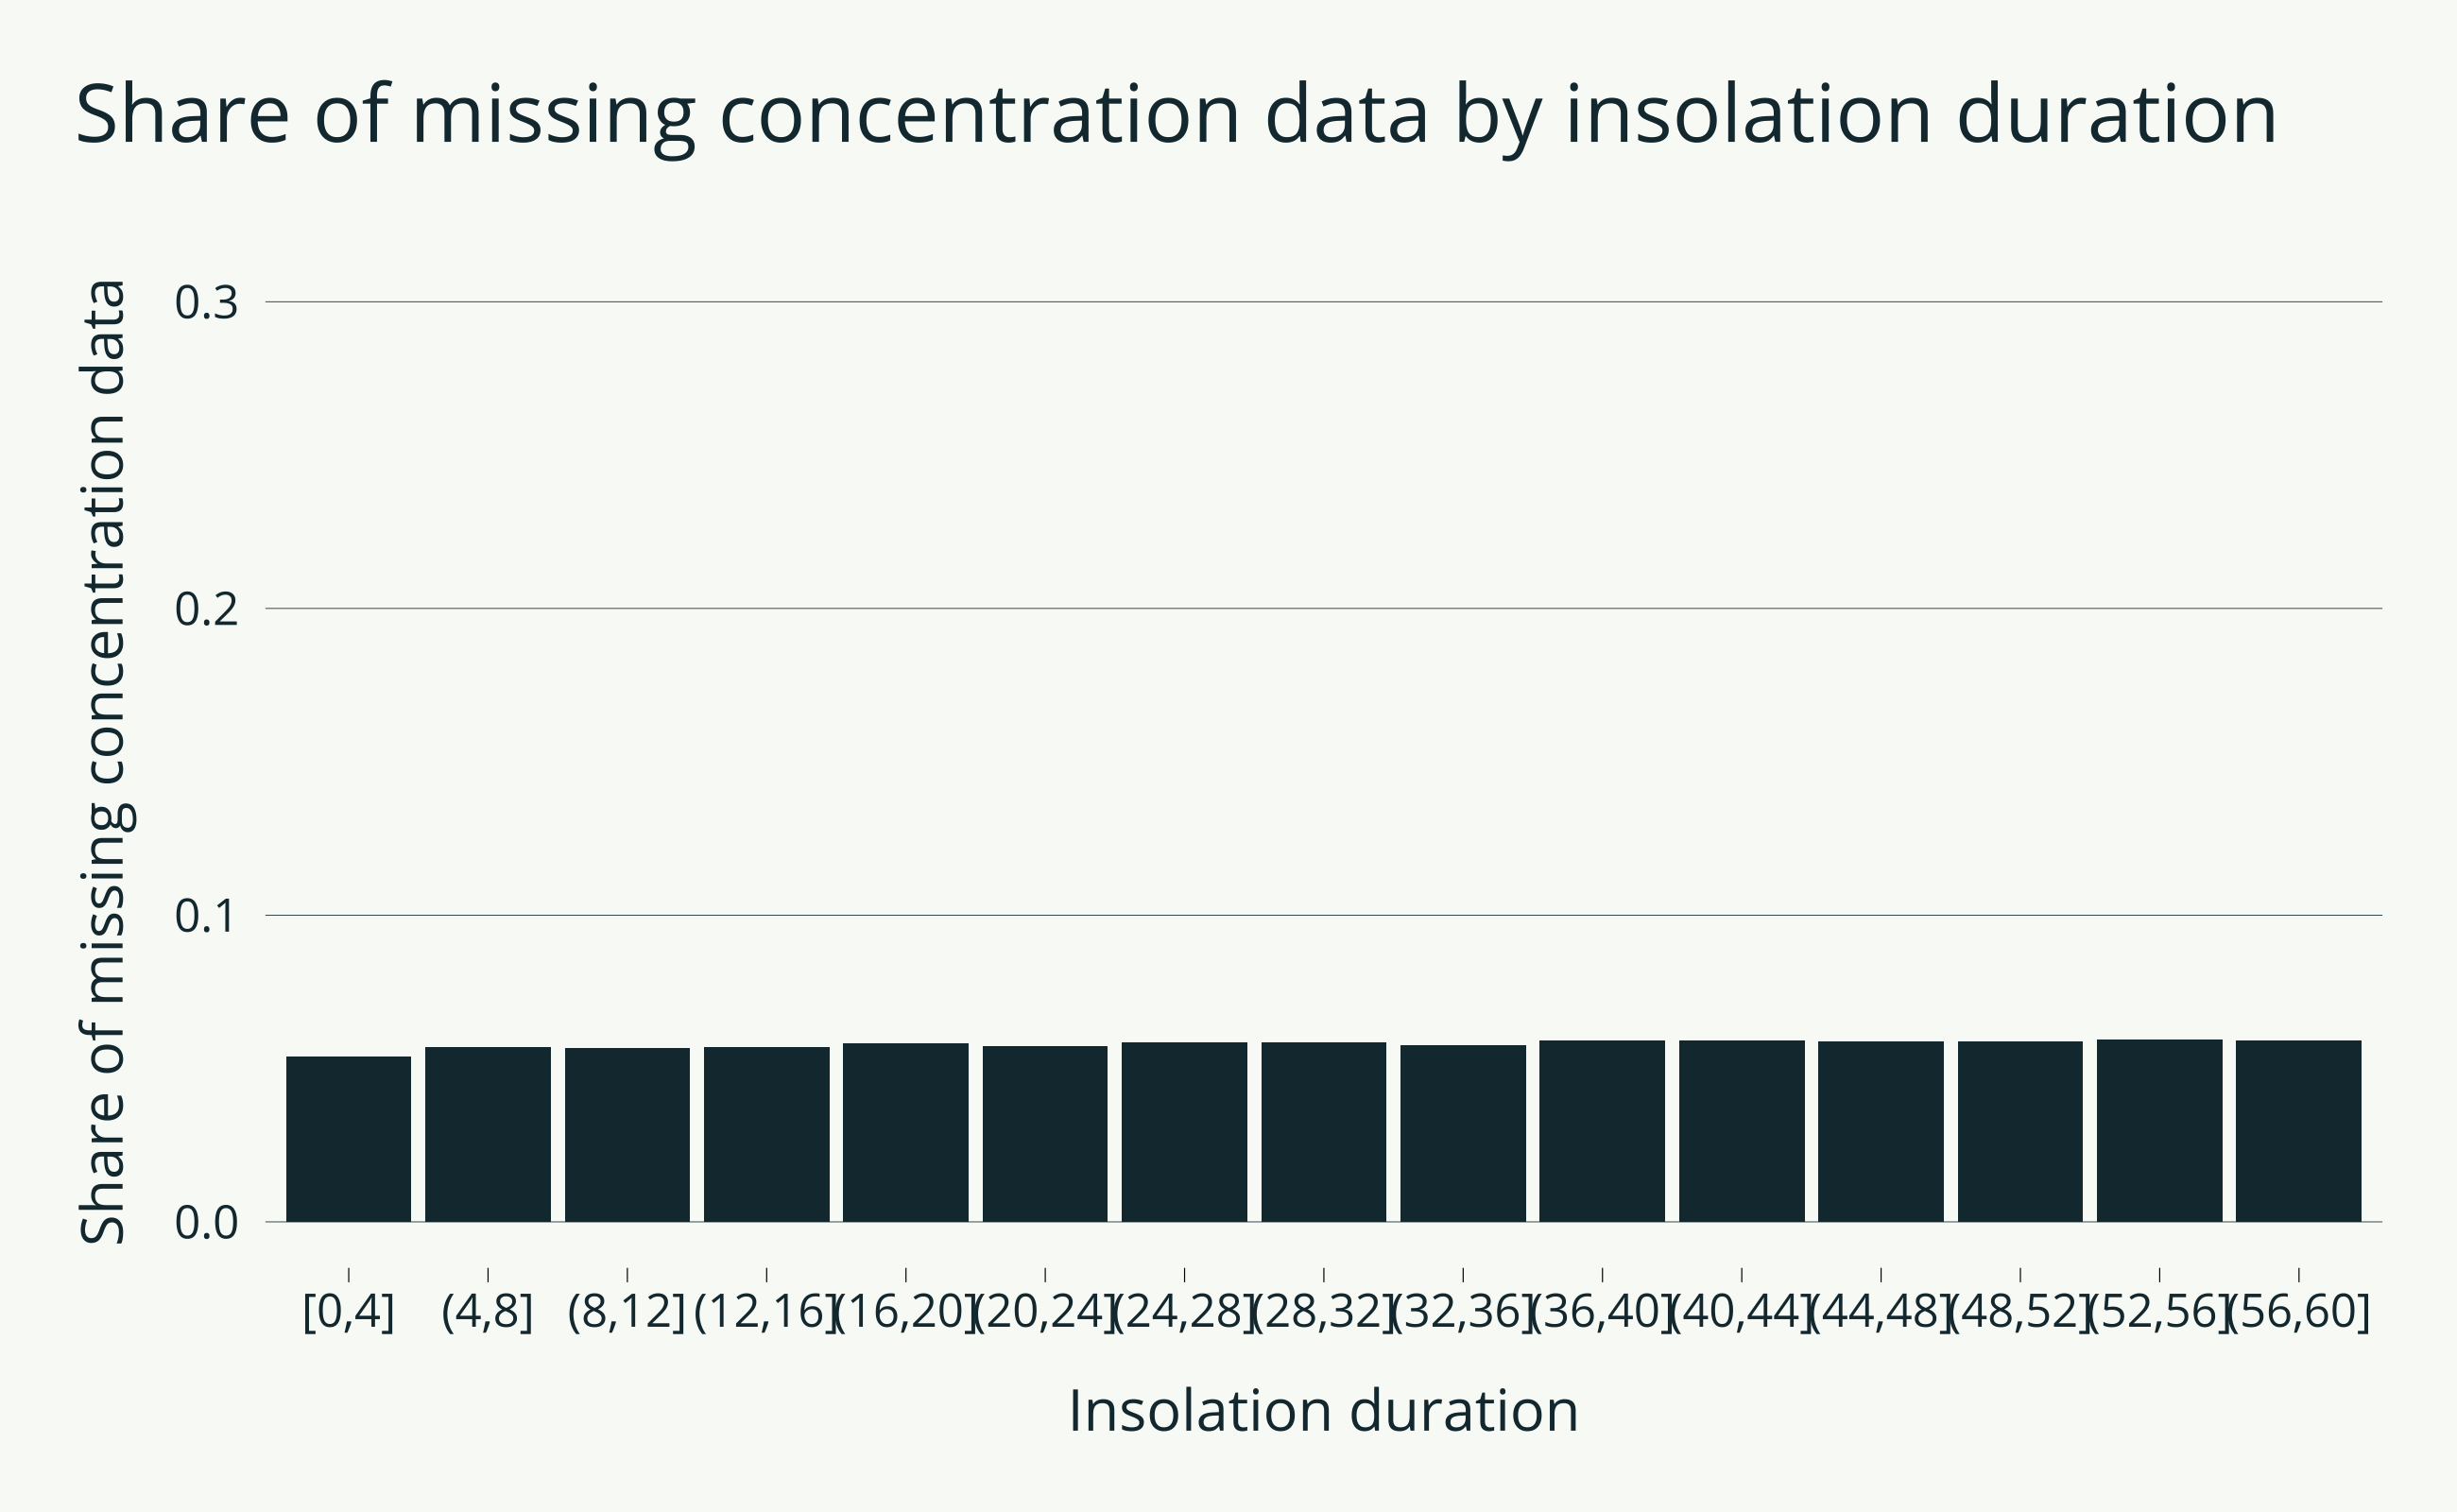 Share of missing concentration data by insolation duration
Share of missing concentration data
0.3
0.2
0.1
0.0
[0,4] (4,8] (8,12] (12,16] (16,20] (20,24] (24,28] (28,32] (32,36] (36,40] (40,44] (44,48] (48,52] (52,56] (56,60]
Insolation duration